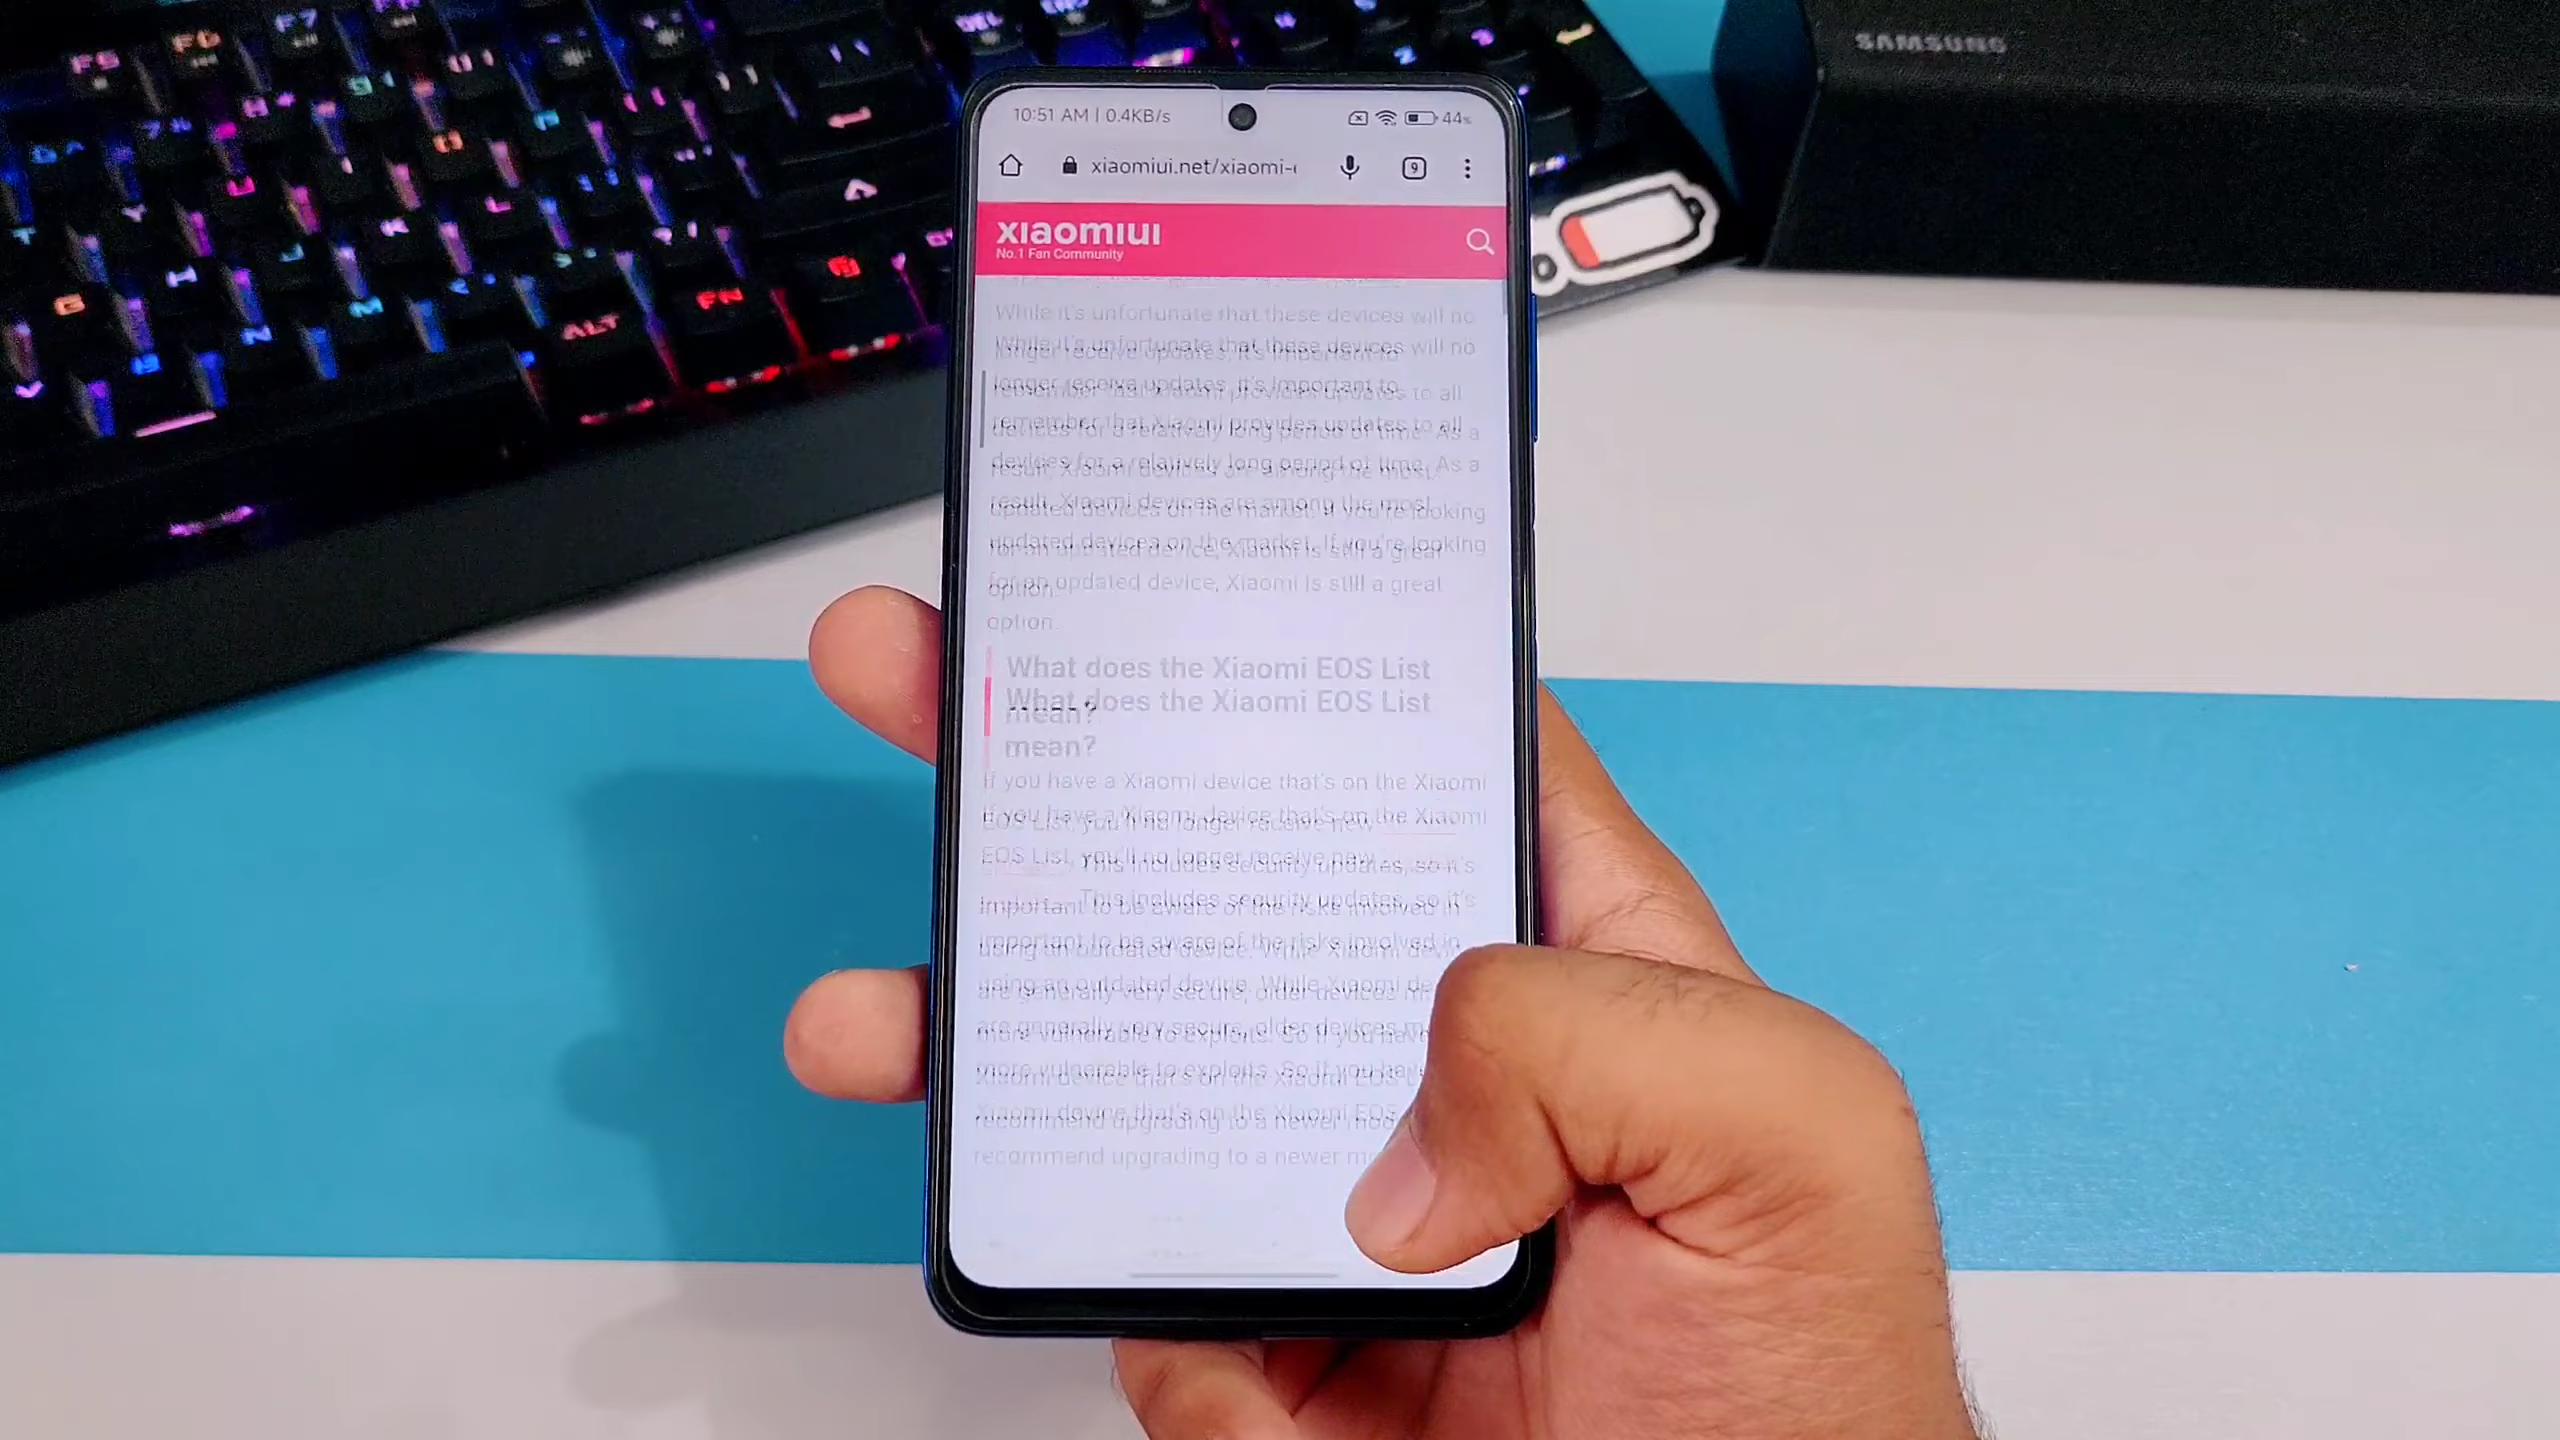 SAMSUNG
10:51 AM | 0.4KB/s
44%
xiaomiui.net/xiaomi-
9
xiaomiui
No.1 Fan Community
While it's unfortunate that these devices will no
longer receive updates, it's important to
remember that Xiaomi provides updates to all
devices for a relatively long period of time. As a
result, Xiaomi devices are among the most
updated devices on the market. If you're looking
for an updated device, Xiaomi is still a great
option.
What does the Xiaomi EOS List
mean?
If you have a Xiaomi device that's on the Xiaomi
EOS List, you'll no longer receive new
This includes security updates, so it's
important to be aware of the risks involved in
using an outdated device. While Xiaomi
are generally very secure, older devices
more vulnerable to exploits. So if you have
Xiaomi device that's on the Xiaomi EOS
recommend upgrading to a newer
F5
F6
F7
DEL
ALT
FN
Y
T
H
G
J
K
L
N
M
V
B